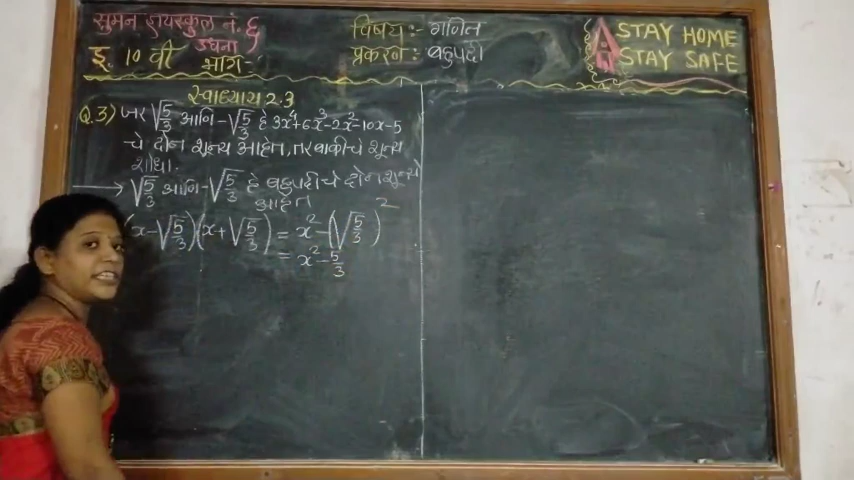 सुमन हायस्कुल नं. ६
उधना
इ. 10 वी भाग:-
विषय:- गणित
प्रकरण: बहुपदी
STAY HOME
STAY SAFE
स्वाध्याय 2.3
Q.3) जर √5/3 आणि -√5/3 हे 3x⁴+6x³-2x²-10x-5
चे दोन शून्य आहेत, तर बाकीचे शून्य
शोधा.
→ √5/3 आणि -√5/3 हे बहुपदीचे दोन शून्ये
आहेत
(x-√5/3)(x+√5/3) = x²-(√5/3)²
= x²-5/3